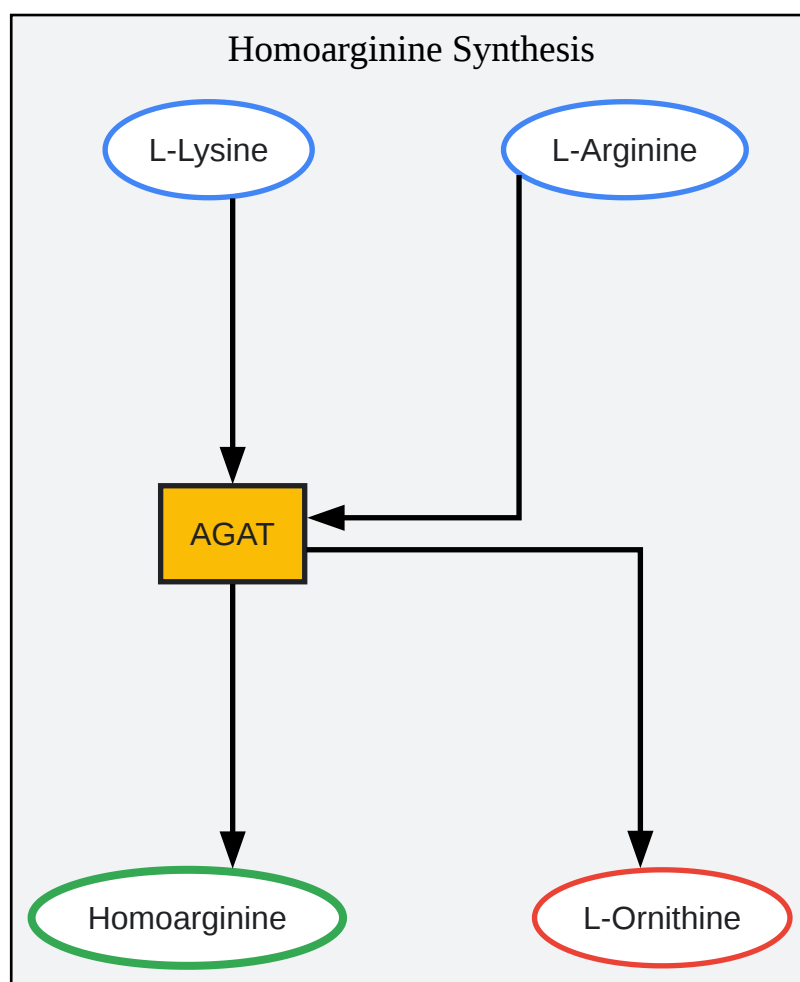 Homoarginine Synthesis
L-Lysine
L-Arginine
AGAT
Homoarginine
L-Ornithine